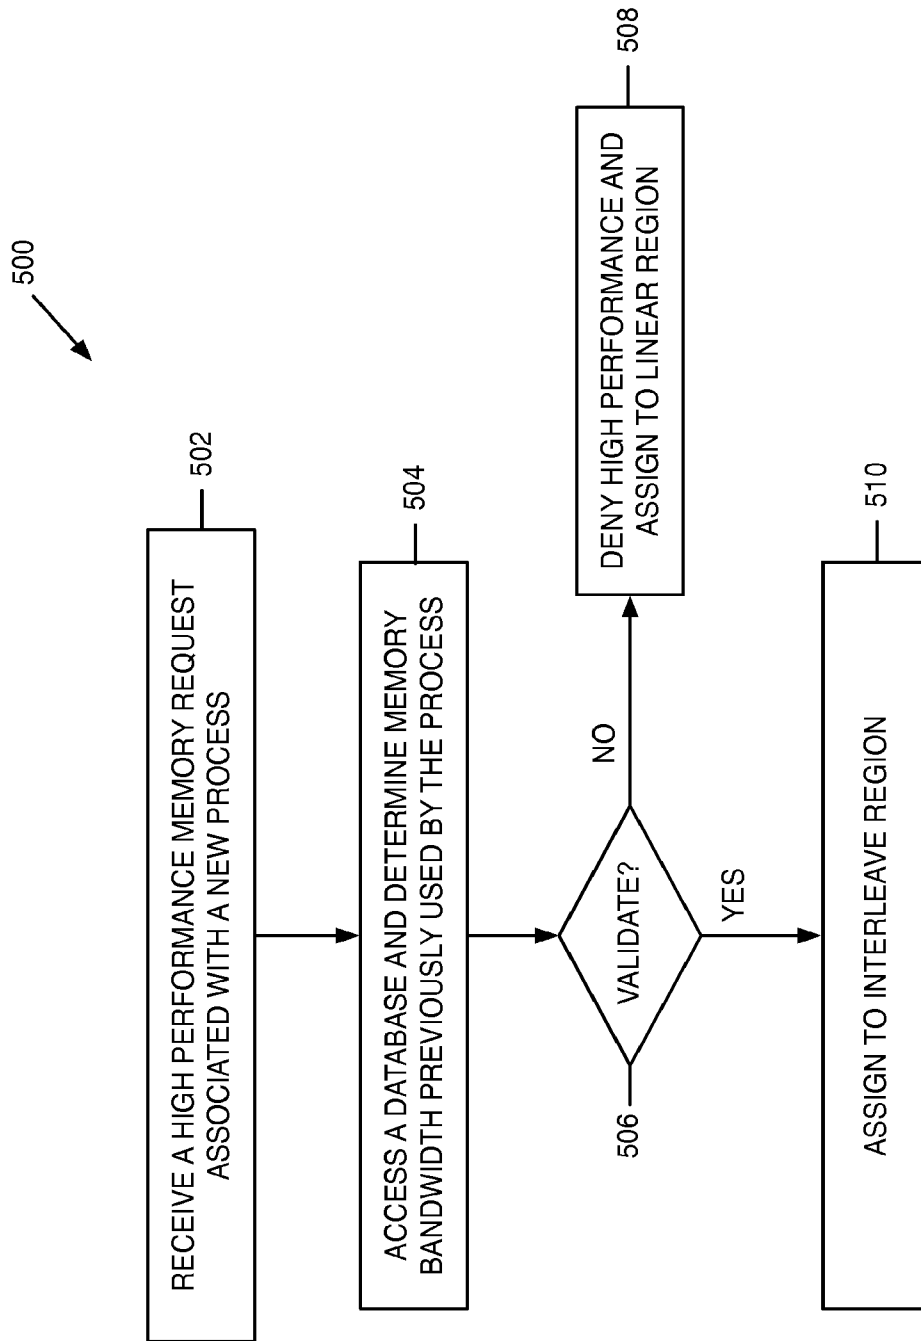 500
RECEIVE A HIGH PERFORMANCE MEMORY REQUEST
ASSOCIATED WITH A NEW PROCESS
502
ACCESS A DATABASE AND DETERMINE MEMORY
BANDWIDTH PREVIOUSLY USED BY THE PROCESS
504
VALIDATE?
506
NO
DENY HIGH PERFORMANCE AND
ASSIGN TO LINEAR REGION
508
YES
ASSIGN TO INTERLEAVE REGION
510